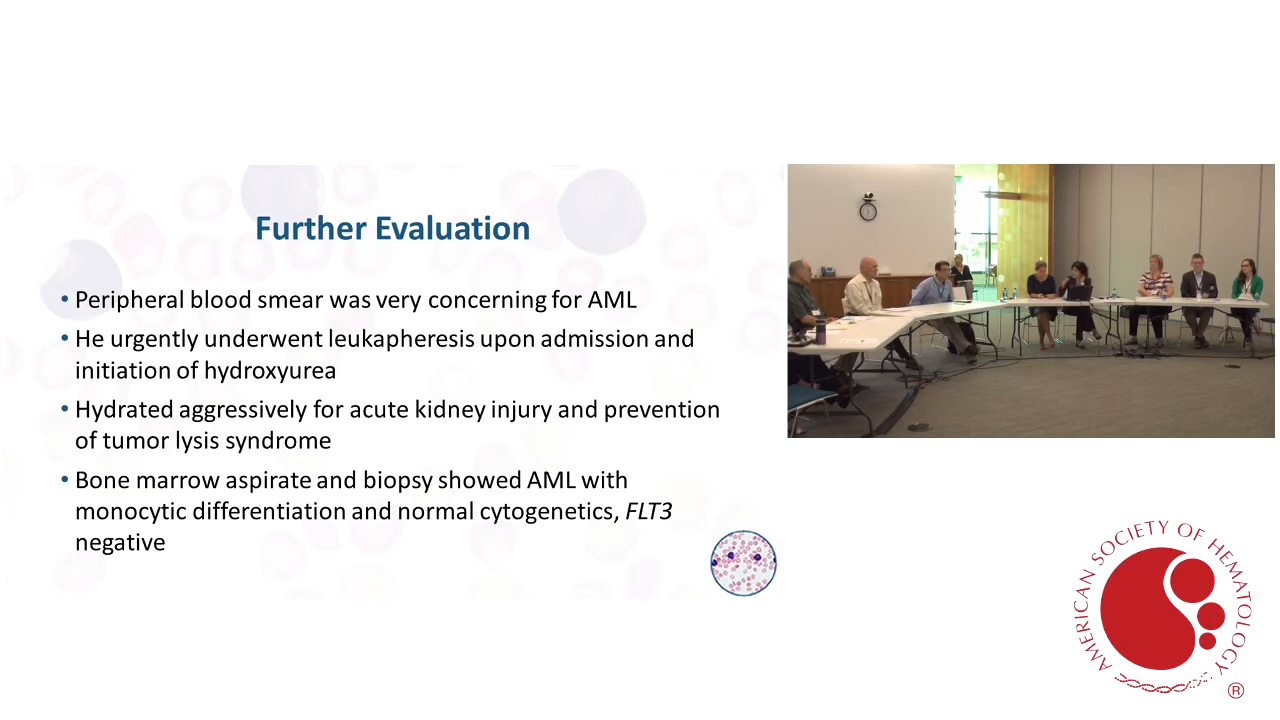 Further Evaluation
• Peripheral blood smear was very concerning for AML
• He urgently underwent leukapheresis upon admission and
initiation of hydroxyurea
• Hydrated aggressively for acute kidney injury and prevention
of tumor lysis syndrome
• Bone marrow aspirate and biopsy showed AML with
monocytic differentiation and normal cytogenetics, FLT3
negative
AMERICAN SOCIETY OF HEMATOLOGY
®